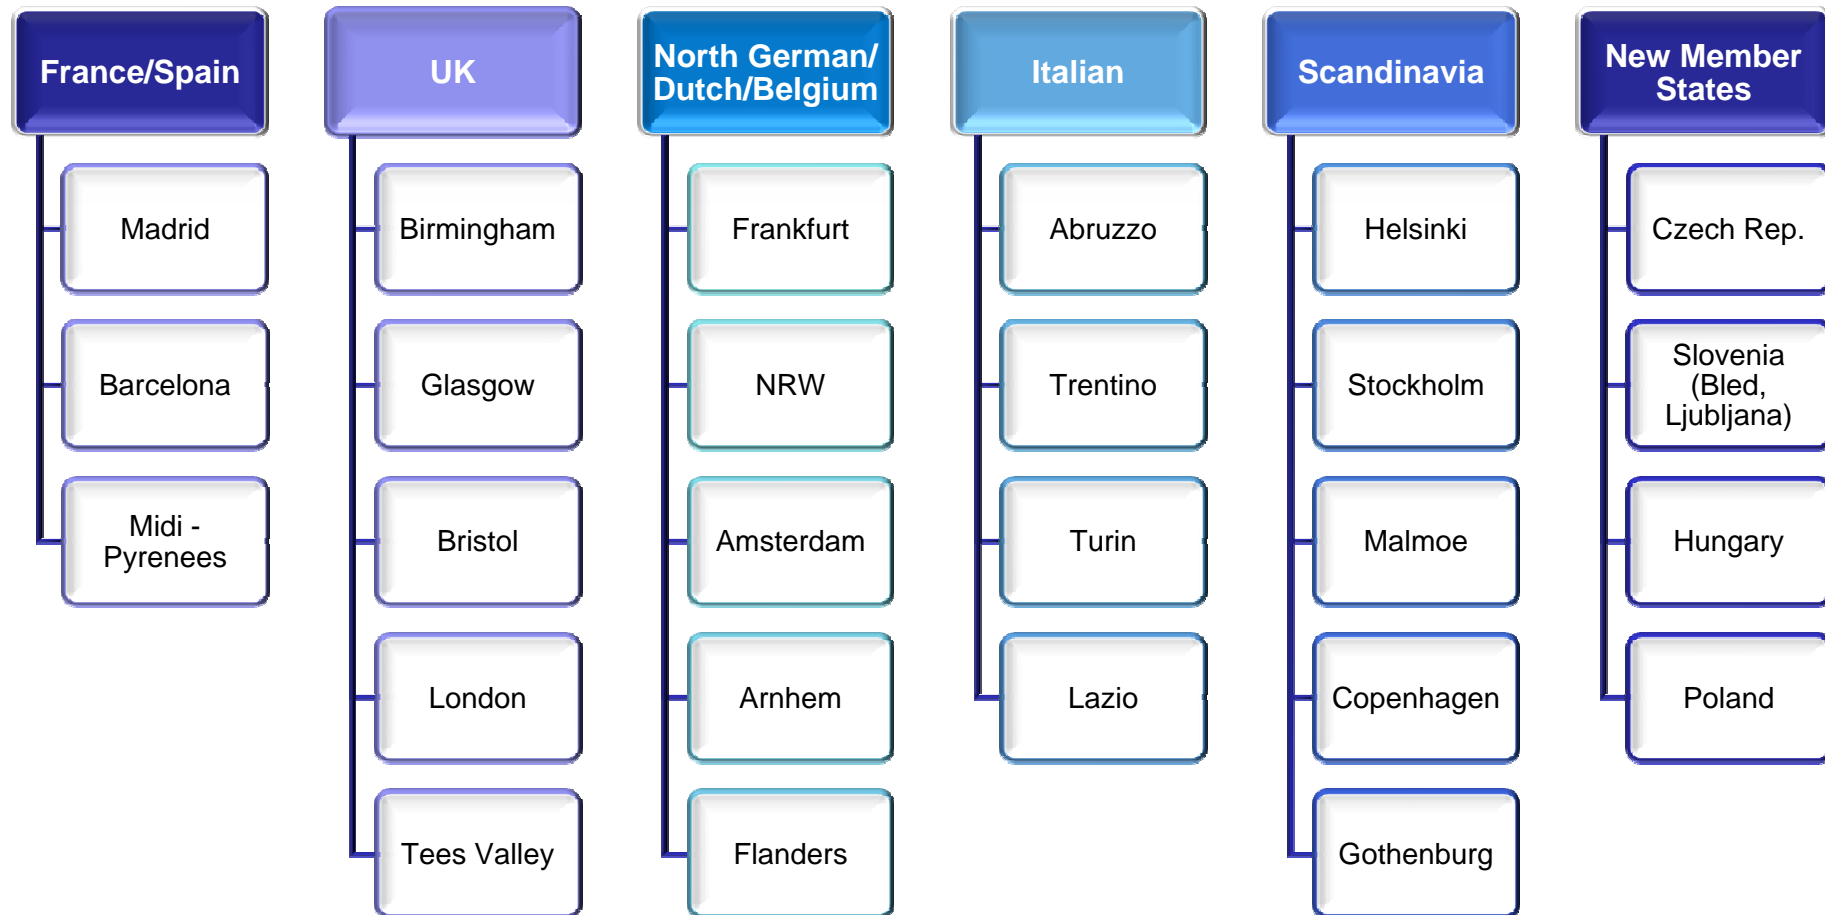 France/Spain
Madrid
Barcelona
Midi -
Pyrenees
UK
Birmingham
Glasgow
Bristol
London
Tees Valley
North German/
Dutch/Belgium
Frankfurt
NRW
Amsterdam
Arnhem
Flanders
Italian
Abruzzo
Trentino
Turin
Lazio
Scandinavia
Helsinki
Stockholm
Malmoe
Copenhagen
Gothenburg
New Member
States
Czech Rep.
Slovenia
(Bled,
Ljubljana)
Hungary
Poland